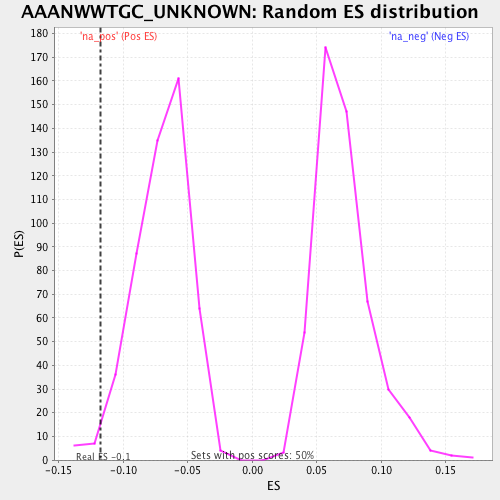 AAANWWTGC_UNKNOWN: Random ES distribution
'na_pos' (Pos ES)
'na_neg' (Neg ES)
180
170
160
150
140
130
120
110
100
90
80
70
60
50
40
30
20
10
0
P(ES)
Real ES -0.1
Sets with pos scores: 50%
-0.15 -0.10 -0.05 0.00 0.05 0.10 0.15
ES